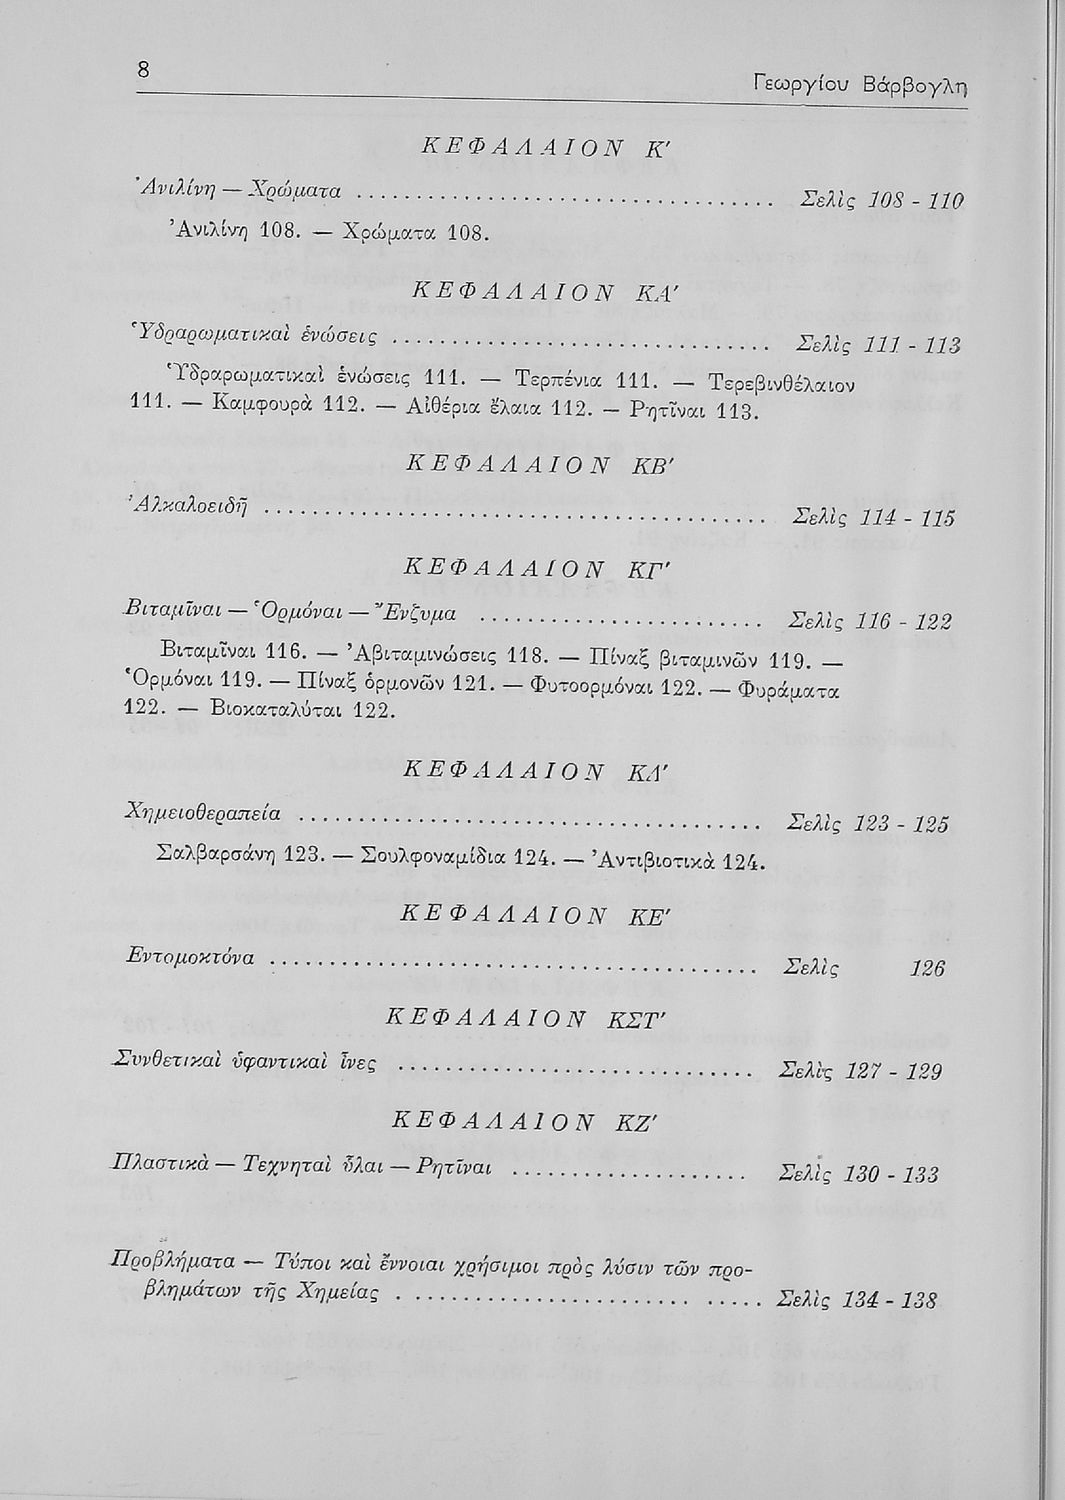 8
Γεωργίου Βάρβογλη
ΚΕΦΑΛΑΙΟΝ Κ'
Ἀνιλίνη — Χρώματα .................................... Σελὶς 108 - 110
Ἀνιλίνη 108. — Χρώματα 108.
ΚΕΦΑΛΑΙΟΝ ΚΑ'
Ὑδραρωματικαὶ ἑνώσεις ................................ Σελὶς 111 - 113
Ὑδραρωματικαὶ ἑνώσεις 111. — Τερπένια 111. — Τερεβινθέλαιον
111. — Καμφουρὰ 112. — Αἰθέρια ἔλαια 112. — Ρητῖναι 113.
ΚΕΦΑΛΑΙΟΝ ΚΒ'
Ἀλκαλοειδῆ ........................................... Σελὶς 114 - 115
ΚΕΦΑΛΑΙΟΝ ΚΓ'
Βιταμῖναι — Ὁρμόναι — Ἔνζυμα ........................ Σελὶς 116 - 122
Βιταμῖναι 116. — Ἀβιταμινώσεις 118. — Πίναξ βιταμινῶν 119. —
Ὁρμόναι 119. — Πίναξ ὁρμονῶν 121. — Φυτοορμόναι 122. — Φυράματα
122. — Βιοκαταλύται 122.
ΚΕΦΑΛΑΙΟΝ ΚΔ'
Χημειοθεραπεία ....................................... Σελὶς 123 - 125
Σαλβαρσάνη 123. — Σουλφοναμίδια 124. — Ἀντιβιοτικὰ 124.
ΚΕΦΑΛΑΙΟΝ ΚΕ'
Εντομοκτόνα .......................................... Σελὶς 126
ΚΕΦΑΛΑΙΟΝ ΚΣΤ'
Συνθετικαὶ ὑφαντικαὶ ἶνες .............................. Σελὶς 127 - 129
ΚΕΦΑΛΑΙΟΝ ΚΖ'
Πλαστικὰ — Τεχνηταὶ ὗλαι — Ρητῖναι .................... Σελὶς 130 - 133
Προβλήματα — Τύποι καὶ ἔννοιαι χρήσιμοι πρὸς λύσιν τῶν προ-
βλημάτων τῆς Χημείας ............................... Σελὶς 134 - 138